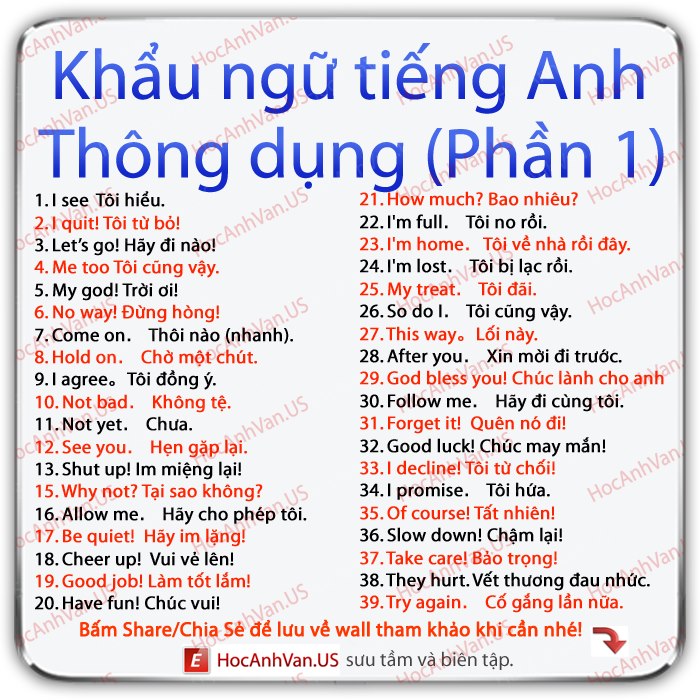 Khẩu ngữ tiếng Anh
Thông dụng (Phần 1)
1. I see Tôi hiểu.
2. I quit! Tôi từ bỏ!
3. Let’s go! Hãy đi nào!
4. Me too Tôi cũng vậy.
5. My god! Trời ơi!
6. No way! Đừng hòng!
7. Come on. Thôi nào (nhanh).
8. Hold on. Chờ một chút.
9. I agree。Tôi đồng ý.
10. Not bad. Không tệ.
11. Not yet. Chưa.
12. See you. Hẹn gặp lại.
13. Shut up! Im miệng lại!
15. Why not? Tại sao không?
16. Allow me. Hãy cho phép tôi.
17. Be quiet! Hãy im lặng!
18. Cheer up! Vui vẻ lên!
19. Good job! Làm tốt lắm!
20. Have fun! Chúc vui!
21. How much? Bao nhiêu?
22. I'm full. Tôi no rồi.
23. I'm home. Tôi về nhà rồi đây.
24. I'm lost. Tôi bị lạc rồi.
25. My treat. Tôi đãi.
26. So do I. Tôi cũng vậy.
27. This way。Lối này.
28. After you. Xin mời đi trước.
29. God bless you! Chúc lành cho anh
30. Follow me. Hãy đi cùng tôi.
31. Forget it! Quên nó đi!
32. Good luck! Chúc may mắn!
33. I decline! Tôi từ chối!
34. I promise. Tôi hứa.
35. Of course! Tất nhiên!
36. Slow down! Chậm lại!
37. Take care! Bảo trọng!
38. They hurt. Vết thương đau nhức.
39. Try again. Cố gắng lần nữa.
Bấm Share/Chia Sẻ để lưu về wall tham khảo khi cần nhé!
E HocAnhVan.US sưu tầm và biên tập.